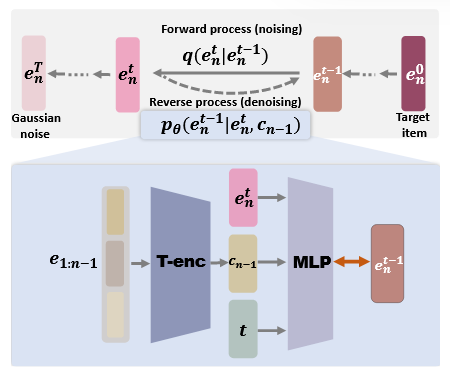 Forward process (noising)
q(e_n^t|e_n^{t-1})
e_n^T
e_n^t
e_n^{t-1}
e_n^0
Reverse process (denoising)
Gaussian
noise
Target
item
p_θ(e_n^{t-1}|e_n^t, c_{n-1})
e_n^t
e_{1:n-1}
T-enc
c_{n-1}
MLP
e_n^{t-1}
t